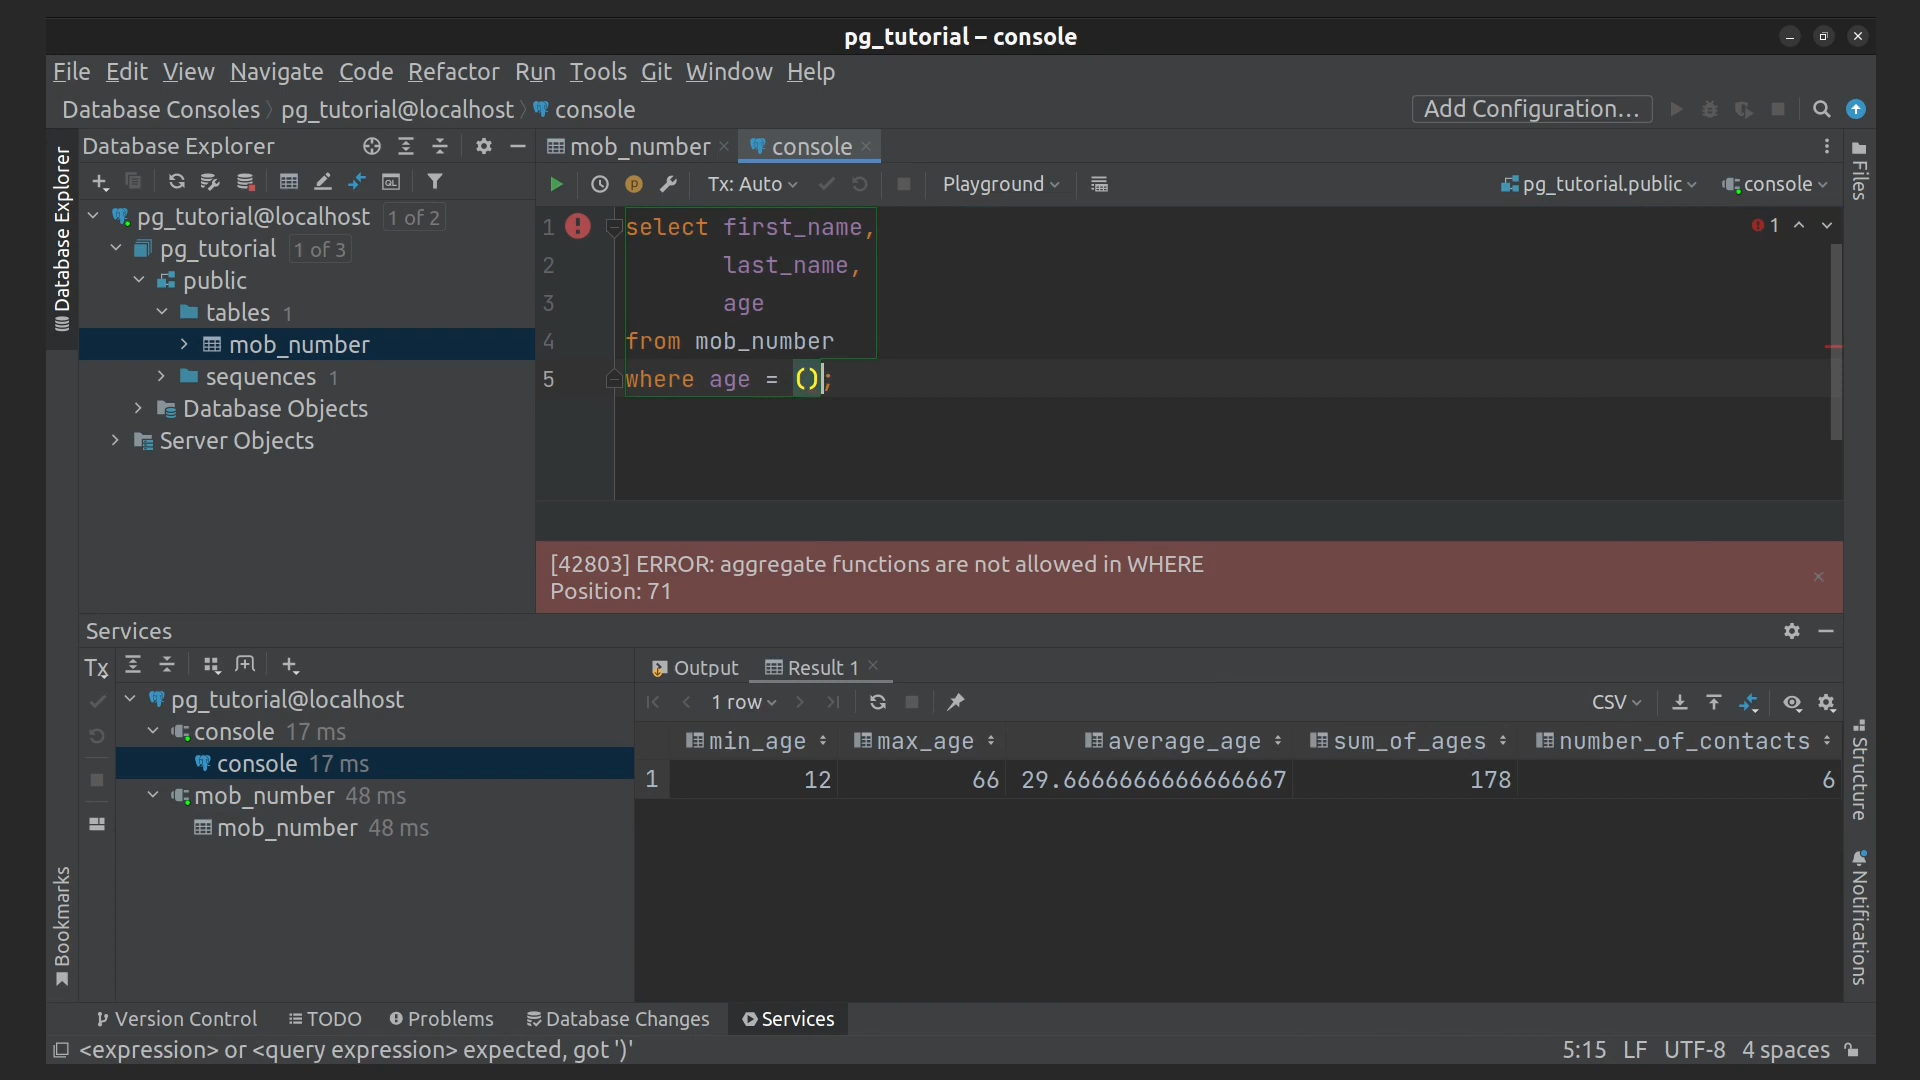 pg_tutorial – console
File Edit View Navigate Code Refactor Run Tools Git Window Help
Database Consoles pg_tutorial@localhost console
Add Configuration...
Database Explorer
mob_number
console
Tx: Auto
Playground
pg_tutorial.public
console
Database Explorer
Files
pg_tutorial@localhost 1 of 2
pg_tutorial 1 of 3
public
tables 1
mob_number
sequences 1
Database Objects
Server Objects
1 select first_name,
2 last_name,
3 age
4 from mob_number
5 where age = ();
1
[42803] ERROR: aggregate functions are not allowed in WHERE
Position: 71
Services
Tx
pg_tutorial@localhost
console 17 ms
console 17 ms
mob_number 48 ms
mob_number 48 ms
Output
Result 1
1 row
CSV
min_age max_age average_age sum_of_ages number_of_contacts
1 12 66 29.6666666666666667 178 6
Structure
Notifications
Bookmarks
Version Control TODO Problems Database Changes Services
<expression> or <query expression> expected, got ')'
5:15 LF UTF-8 4 spaces